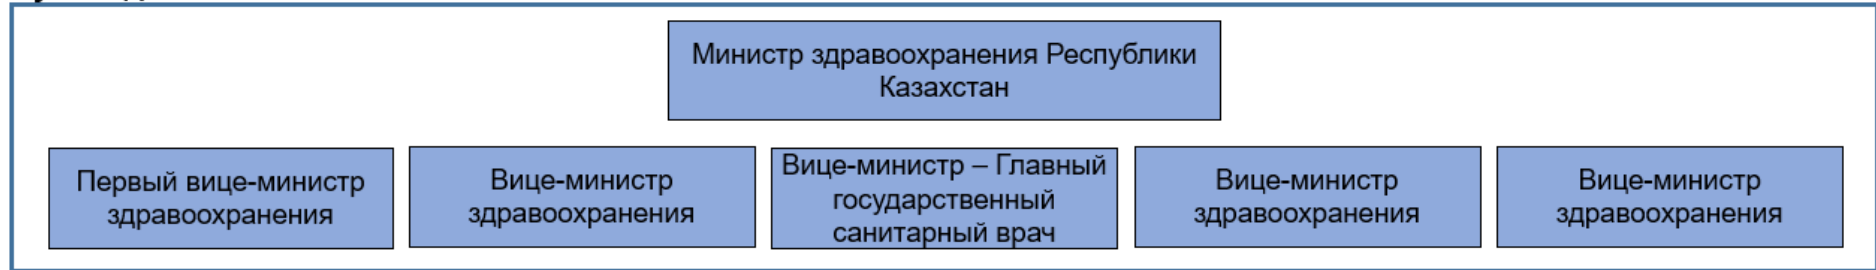 Министр здравоохранения Республики
Казахстан
Первый вице-министр
здравоохранения
Вице-министр
здравоохранения
Вице-министр – Главный
государственный
санитарный врач
Вице-министр
здравоохранения
Вице-министр
здравоохранения